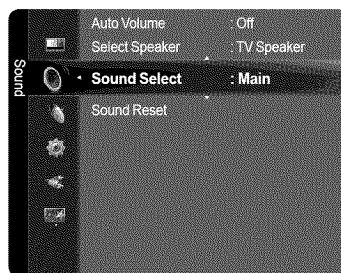 Sound
Auto Volume : Off
Select Speaker : TV Speaker
Sound Select : Main
Sound Reset